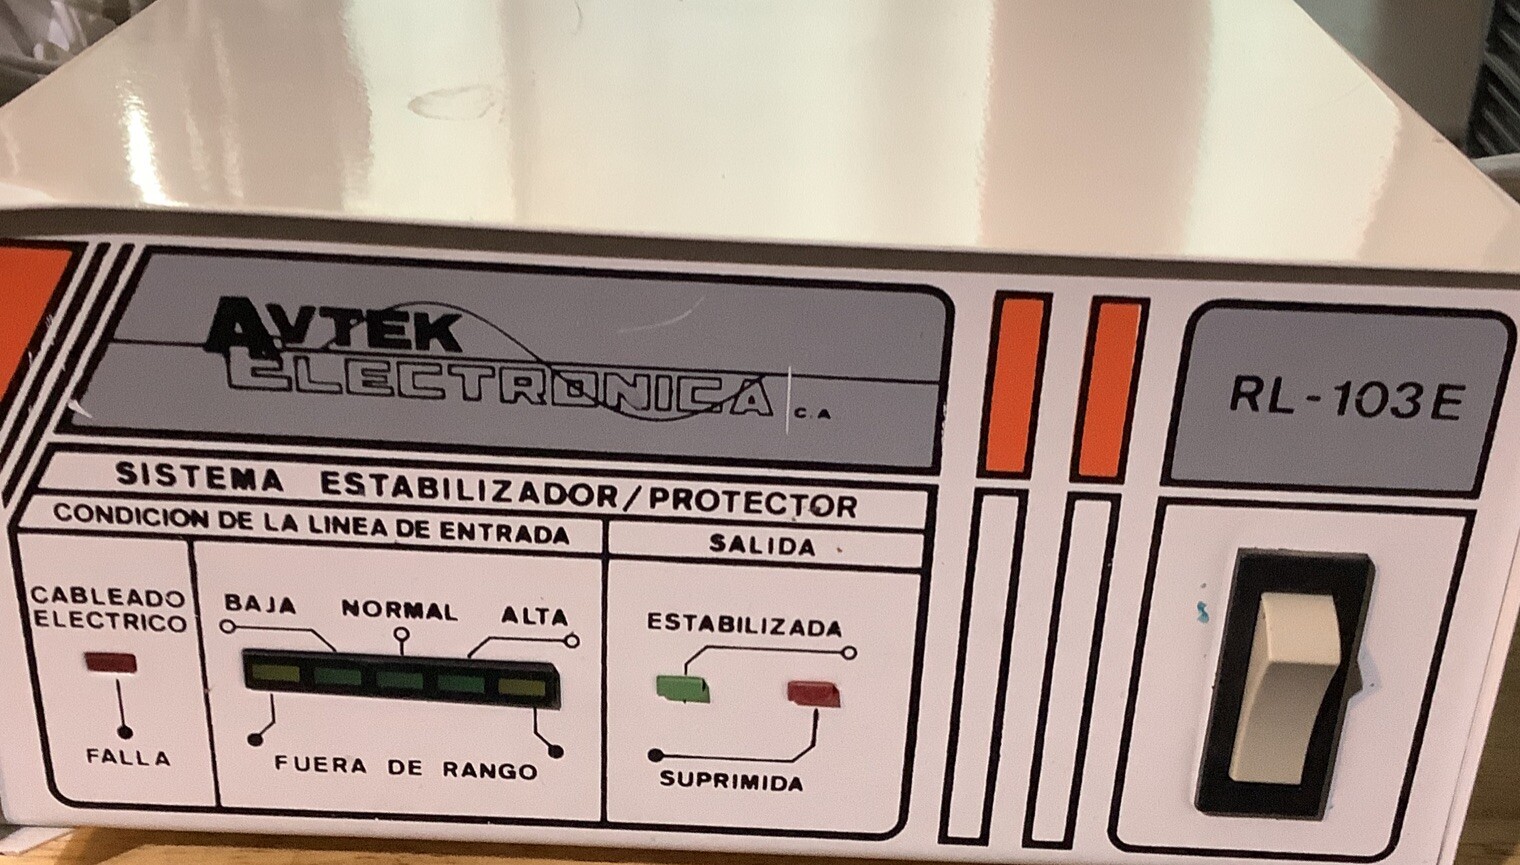 AVTEK
ELECTRONICA C.A
RL-103E
SISTEMA ESTABILIZADOR/PROTECTOR
CONDICION DE LA LINEA DE ENTRADA
SALIDA
CABLEADO
ELECTRICO
FALLA
BAJA NORMAL ALTA
FUERA DE RANGO
ESTABILIZADA
SUPRIMIDA